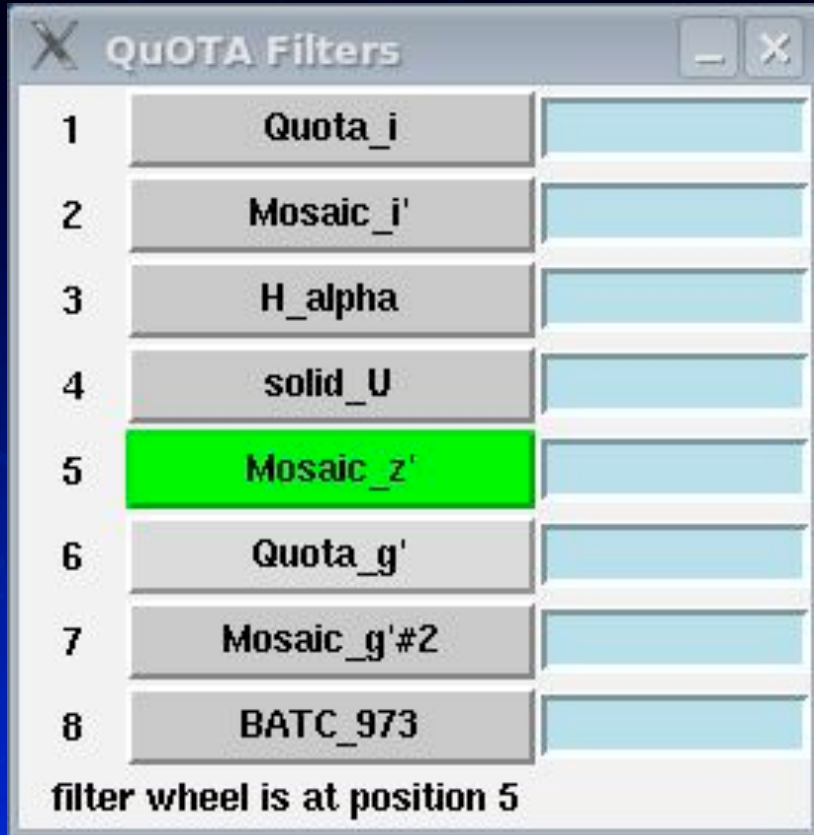 QuOTA Filters
1 Quota_i
2 Mosaic_i'
3 H_alpha
4 solid_U
5 Mosaic_z'
6 Quota_g'
7 Mosaic_g'#2
8 BATC_973
filter wheel is at position 5